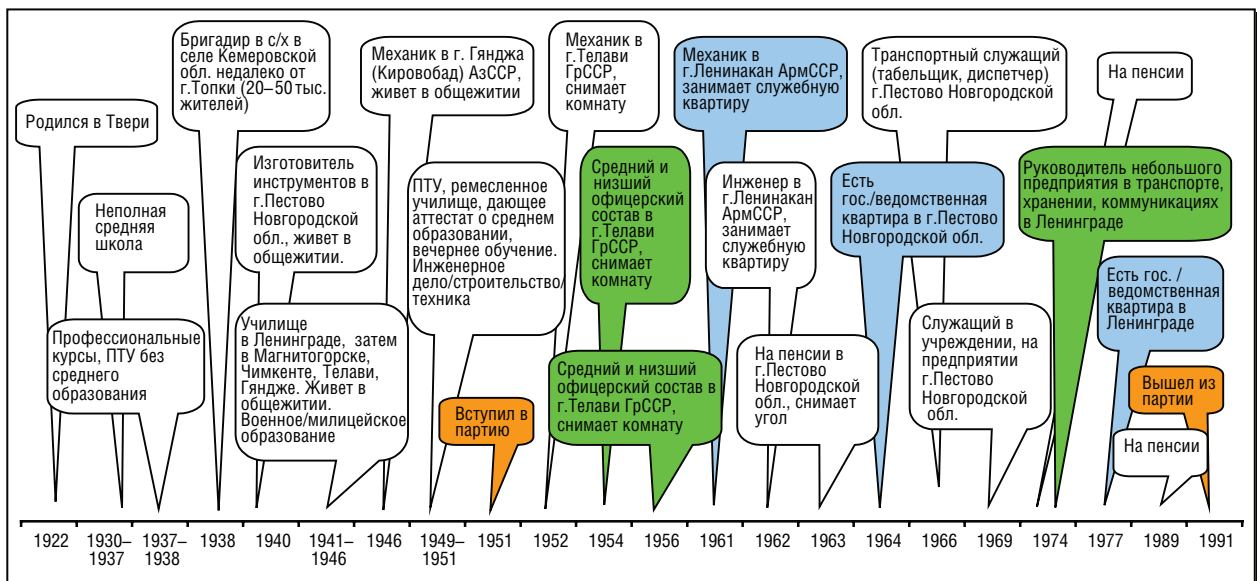 Родился в Твери
Неполная
средняя
школа
Профессиональные
курсы, ПТУ без
среднего
образования
Бригадир в с/х в
селе Кемеровской
обл. недалеко от
г.Топки (20–50 тыс.
жителей)
Изготовитель
инструментов в
г.Пестово
Новгородской
обл., живет в
общежитии.
Училище
в Ленинграде, затем
в Магнитогорске,
Чимкенте, Телави,
Гяндже. Живет в
общежитии.
Военное/милицейское
образование
Механик в г. Гянджа
(Кировобад) АзССР,
живет в общежитии
ПТУ, ремесленное
училище, дающее
аттестат о среднем
образовании,
вечернее обучение.
Инженерное
дело/строительство/
техника
Вступил в
партию
Механик в
г.Телави
ГрССР,
снимает
комнату
Средний и
низший
офицерский
состав в
г.Телави
ГрССР,
снимает
комнату
Средний и низший
офицерский состав в
г.Телави ГрССР,
снимает комнату
Механик в
г.Ленинакан АрмССР,
занимает служебную
квартиру
Инженер в
г.Ленинакан
АрмССР,
занимает
служебную
квартиру
На пенсии в
г.Пестово
Новгородской
обл., снимает
угол
Есть
гос./ведомственная
квартира в г.Пестово
Новгородской обл.
Транспортный служащий
(табельщик, диспетчер)
г.Пестово Новгородской
обл.
Служащий в
учреждении, на
предприятии
г.Пестово
Новгородской
обл.
На пенсии
Руководитель небольшого
предприятия в транспорте,
хранении, коммуникациях
в Ленинграде
Есть гос. /
ведомственная
квартира в
Ленинграде
На пенсии
Вышел из
партии
1922
1930–
1937
1937–
1938
1938
1940
1941–
1946
1946
1949–
1951
1951
1952
1954
1956
1961
1962
1963
1964
1966
1969
1974
1977
1989
1991